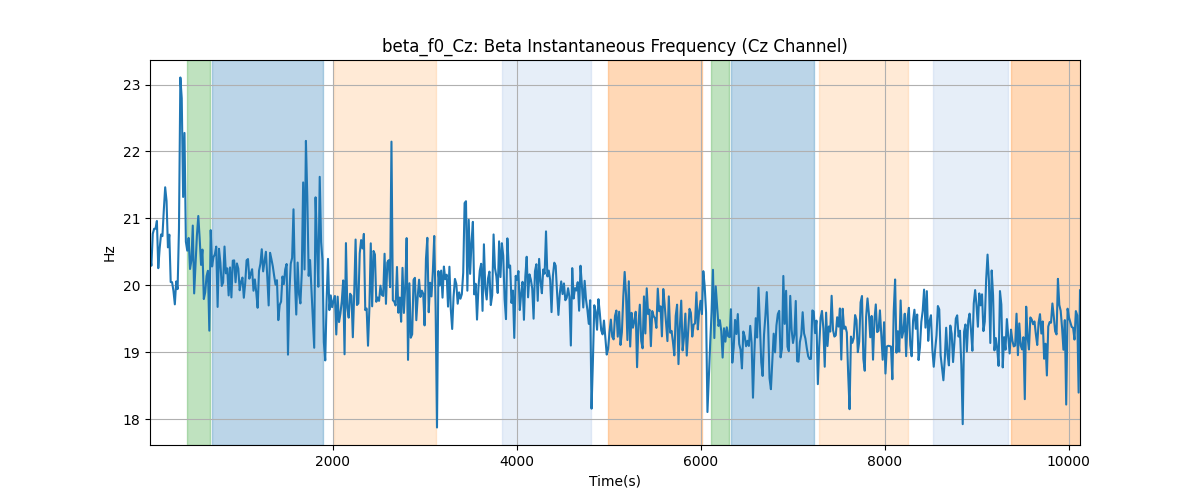 beta_f0_Cz: Beta Instantaneous Frequency (Cz Channel)
23
22
21
20
19
18
Hz
2000 4000 6000 8000 10000
Time(s)